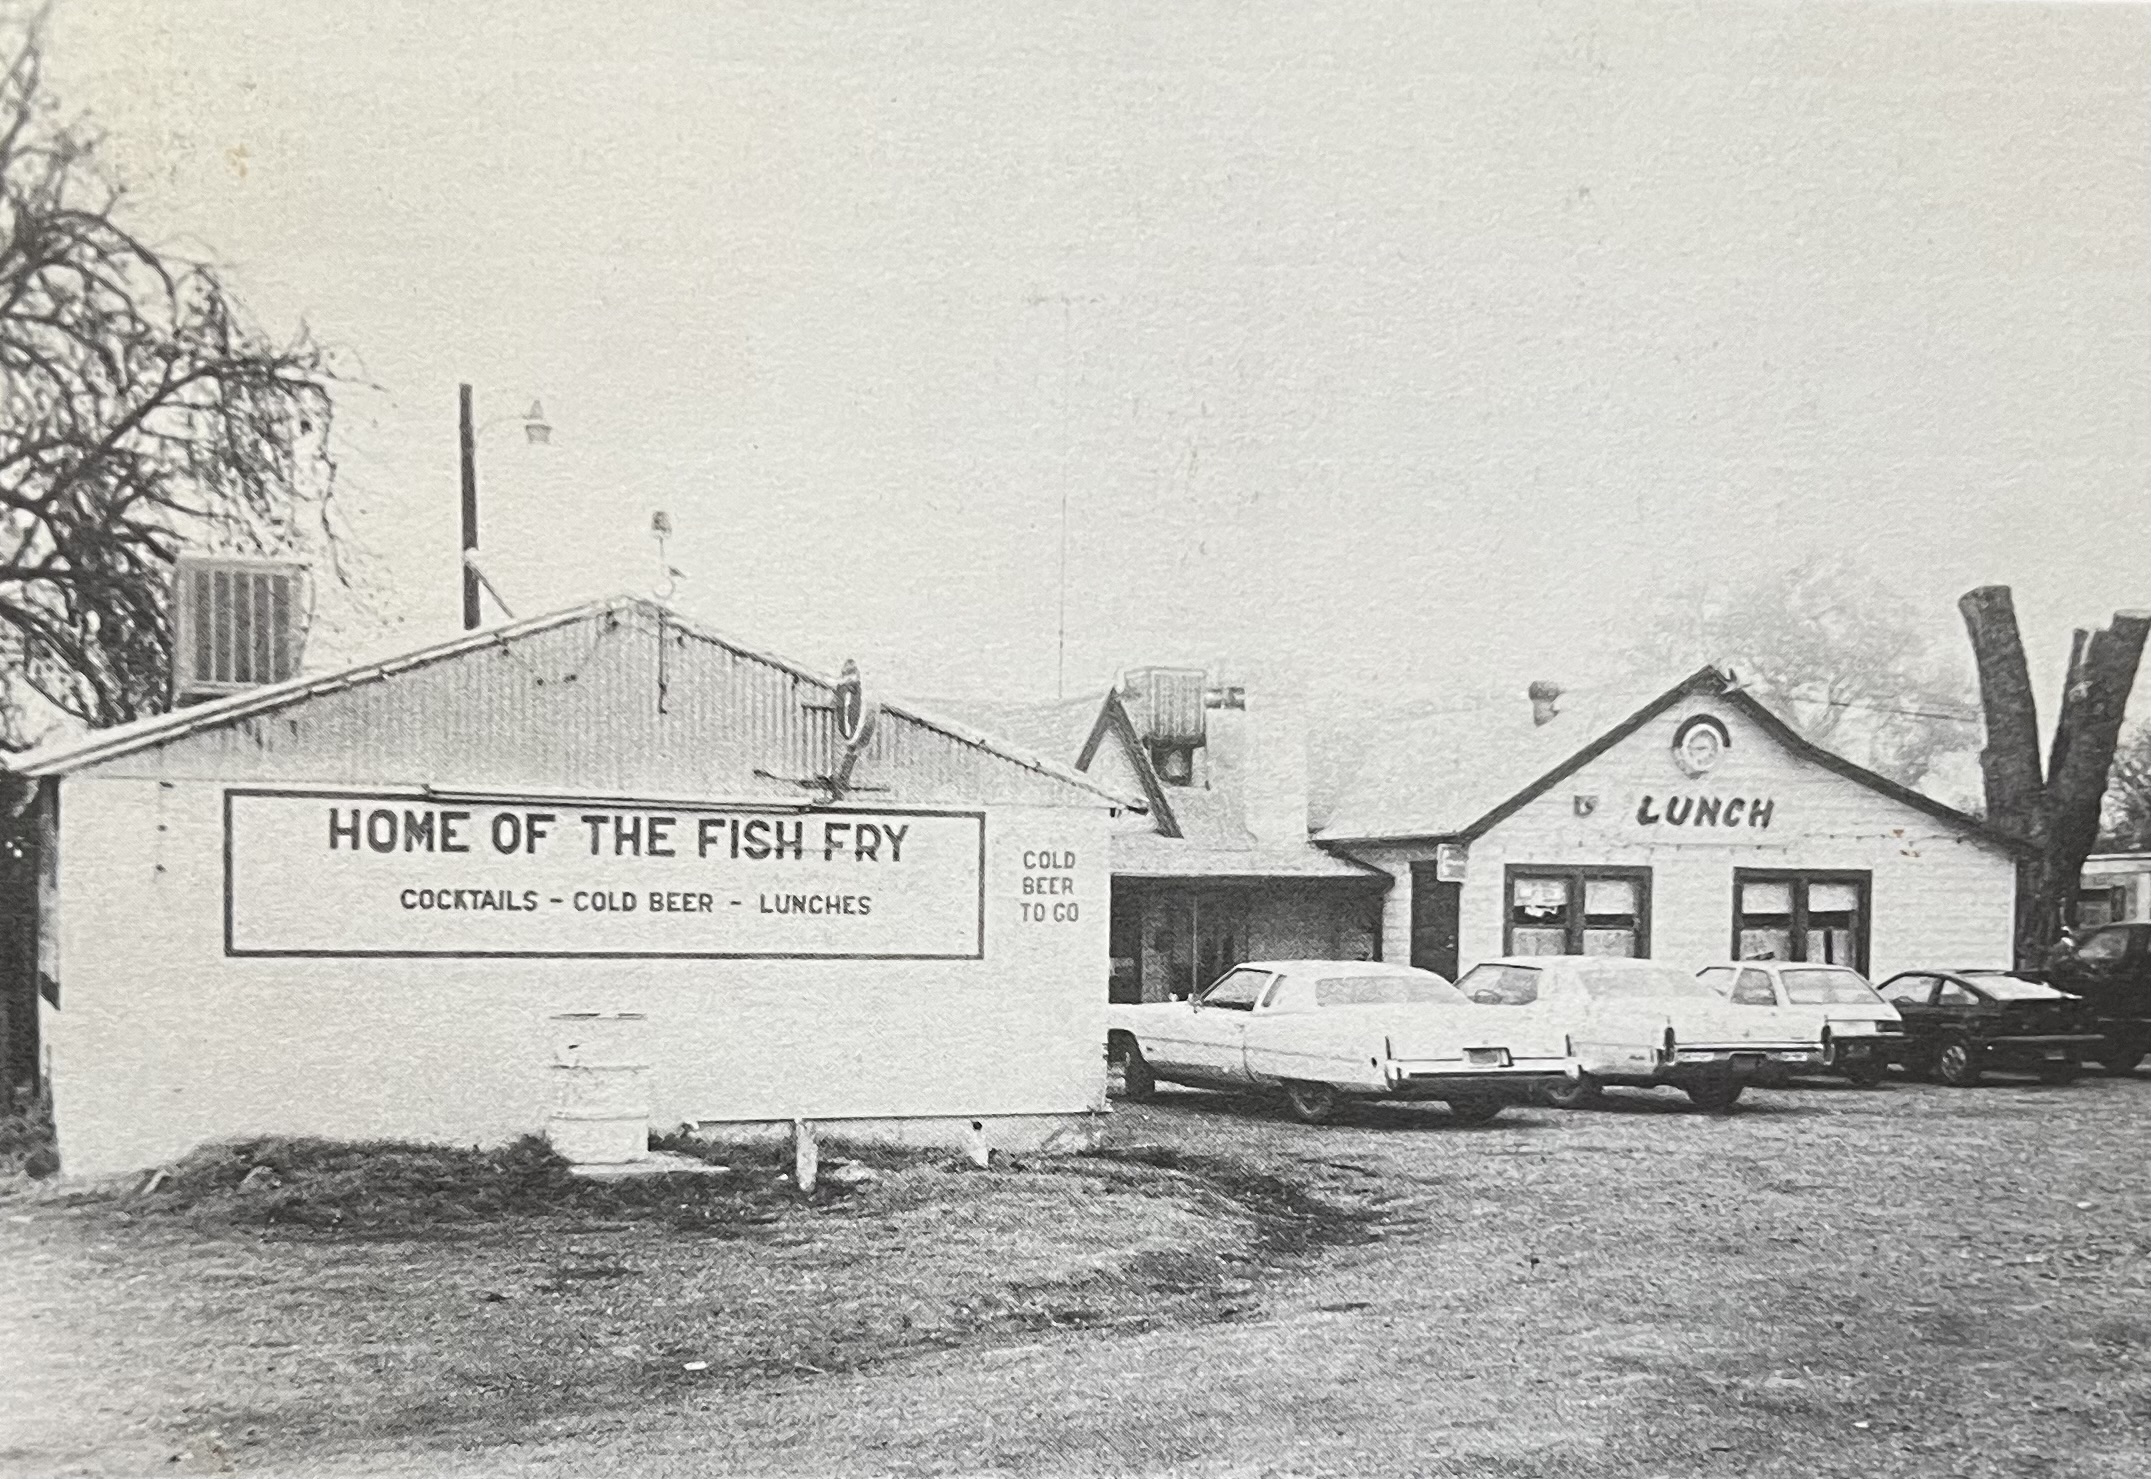 HOME OF THE FISH FRY
COCKTAILS - COLD BEER - LUNCHES
COLD
BEER
TO GO
LUNCH